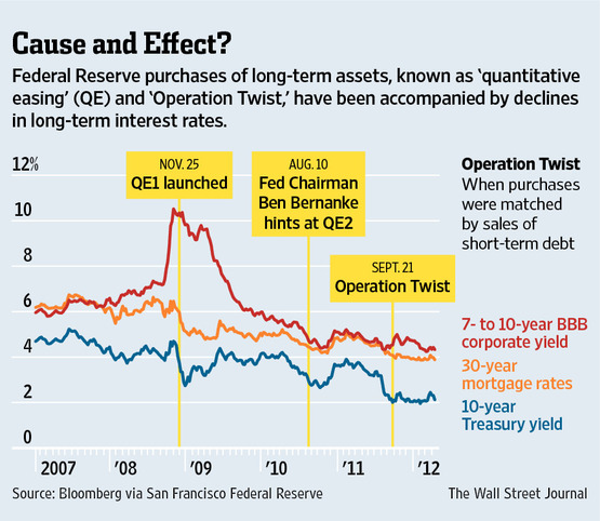 Cause and Effect?
Federal Reserve purchases of long-term assets, known as ‘quantitative
easing’ (QE) and ‘Operation Twist,’ have been accompanied by declines
in long-term interest rates.
12%
10
8
6
4
2
0
NOV. 25
QE1 launched
AUG. 10
Fed Chairman
Ben Bernanke
hints at QE2
SEPT. 21
Operation Twist
Operation Twist
When purchases
were matched
by sales of
short-term debt
7- to 10-year BBB
corporate yield
30-year
mortgage rates
10-year
Treasury yield
2007 ’08 ’09 ’10 ’11 ’12
Source: Bloomberg via San Francisco Federal Reserve
The Wall Street Journal